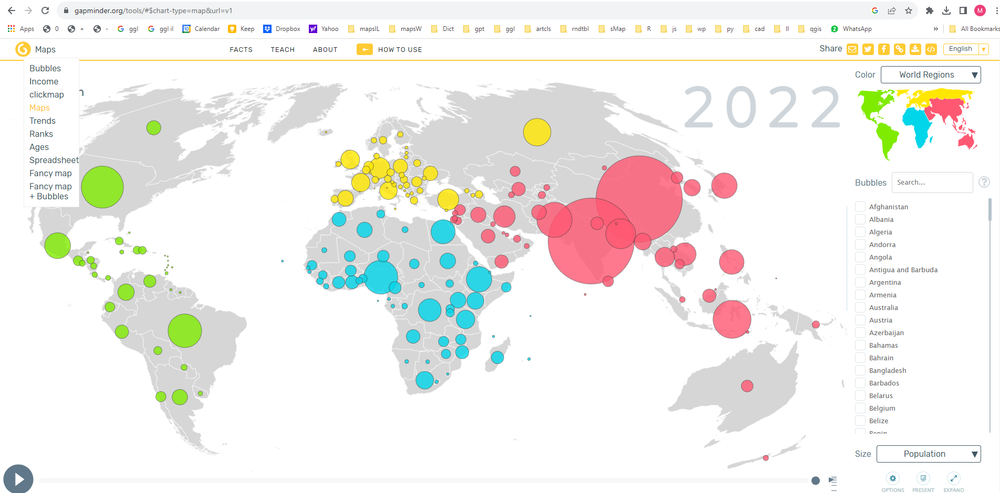 gapminder.org/tools/#$chart-type=map&url=v1
M
Apps 0 + - ggl ggl il Calendar Keep Dropbox Yahoo mapsIL mapsW Dict gpt ggl artcls rndtbl sMap R js wp py cad II qgis 2 WhatsApp » All Bookmarks
Maps FACTS TEACH ABOUT HOW TO USE Share English
Bubbles
Income
clickmap
Maps
Trends
Ranks
Ages
Spreadsheet
Fancy map
Fancy map
+ Bubbles
n
2022
Color World Regions
Bubbles Search... ?
Afghanistan
Albania
Algeria
Andorra
Angola
Antigua and Barbuda
Argentina
Armenia
Australia
Austria
Azerbaijan
Bahamas
Bahrain
Bangladesh
Barbados
Belarus
Belgium
Belize
Benin
Size Population
OPTIONS PRESENT EXPAND